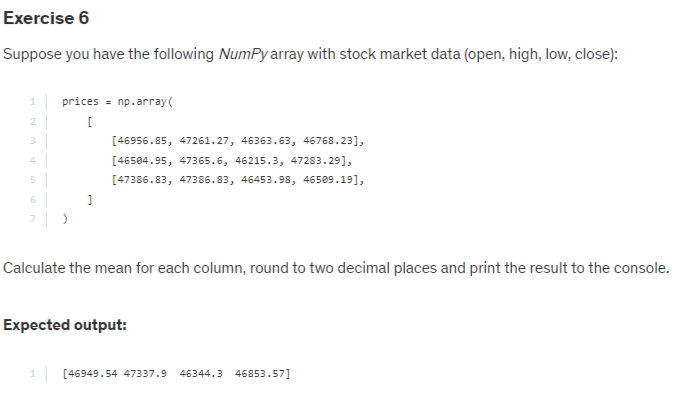 Exercise 6
Suppose you have the following NumPy array with stock market data (open, high, low, close):
1 prices = np.array(
2 [
3 [46956.85, 47261.27, 46363.63, 46768.23],
4 [46504.95, 47365.6, 46215.3, 47283.29],
5 [47386.83, 47386.83, 46453.98, 46509.19],
6 ]
7 )
Calculate the mean for each column, round to two decimal places and print the result to the console.
Expected output:
1 [46949.54 47337.9  46344.3  46853.57]